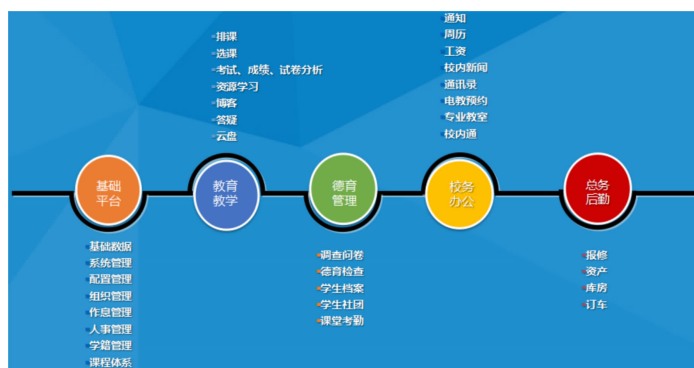 排课
选课
考试、成绩、试卷分析
资源学习
博客
答疑
云盘
通知
周历
工资
校内新闻
通讯录
电教预约
专业教室
校内通
基础
平台
教育
教学
德育
管理
校务
办公
总务
后勤
基础数据
系统管理
配置管理
组织管理
作息管理
人事管理
学籍管理
课程体系
调查问卷
德育检查
学生档案
学生社团
课堂考勤
报修
资产
库房
订车